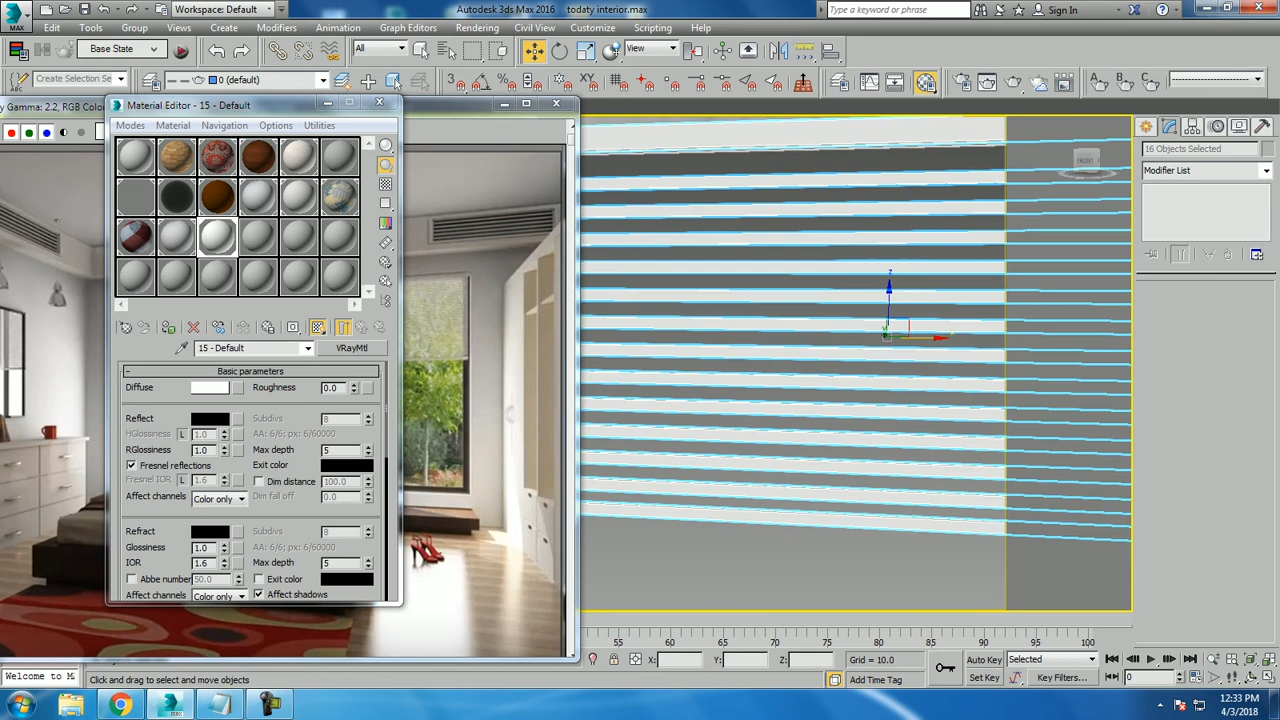 MAX
Workspace: Default
Autodesk 3ds Max 2016
todaty interior.max
Type a keyword or phrase
Sign In
Edit Tools Group Views Create Modifiers Animation Graph Editors Rendering Civil View Customize Scripting Help
Base State
All
View
Create Selection Se
0 (default)
3
XY
y Gamma: 2.2, RGB Color
Material Editor - 15 - Default
Modes Material Navigation Options Utilities
FRONT
16 Objects Selected
Modifier List
z
15 - Default
VRayMtl
Basic parameters
Diffuse
Roughness 0.0
Reflect
Subdivs 8
HGlossiness L 1.0
AA: 6/6; px: 6/60000
RGlossiness 1.0
Max depth 5
Fresnel reflections
Exit color
Fresnel IOR L 1.6
Dim distance 100.0
Affect channels Color only
Dim fall off 0.0
Refract
Subdivs 8
Glossiness 1.0
AA: 6/6; px: 6/60000
IOR 1.6
Max depth 5
Abbe number 50.0
Exit color
Affect channels Color only
Affect shadows
55 60 65 70 75 80 85 90 95 100
X: Y: Z: Grid = 10.0 Auto Key Selected
Welcome to M
Click and drag to select and move objects
Add Time Tag
Set Key
Key Filters...
0
12:33 PM
4/3/2018